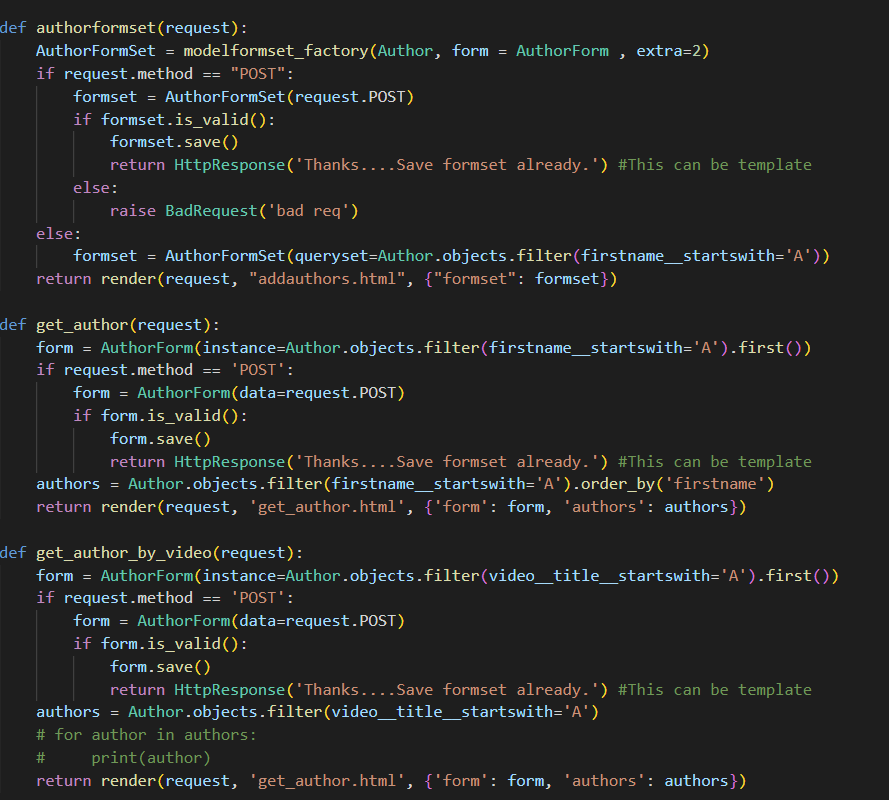 def authorformset(request):
    AuthorFormSet = modelformset_factory(Author, form = AuthorForm , extra=2)
    if request.method == "POST":
        formset = AuthorFormSet(request.POST)
        if formset.is_valid():
            formset.save()
            return HttpResponse('Thanks....Save formset already.') #This can be template
        else:
            raise BadRequest('bad req')
    else:
        formset = AuthorFormSet(queryset=Author.objects.filter(firstname__startswith='A'))
    return render(request, "addauthors.html", {"formset": formset})

def get_author(request):
    form = AuthorForm(instance=Author.objects.filter(firstname__startswith='A').first())
    if request.method == 'POST':
        form = AuthorForm(data=request.POST)
        if form.is_valid():
            form.save()
            return HttpResponse('Thanks....Save formset already.') #This can be template
    authors = Author.objects.filter(firstname__startswith='A').order_by('firstname')
    return render(request, 'get_author.html', {'form': form, 'authors': authors})

def get_author_by_video(request):
    form = AuthorForm(instance=Author.objects.filter(video__title__startswith='A').first())
    if request.method == 'POST':
        form = AuthorForm(data=request.POST)
        if form.is_valid():
            form.save()
            return HttpResponse('Thanks....Save formset already.') #This can be template
    authors = Author.objects.filter(video__title__startswith='A')
    # for author in authors:
    #     print(author)
    return render(request, 'get_author.html', {'form': form, 'authors': authors})